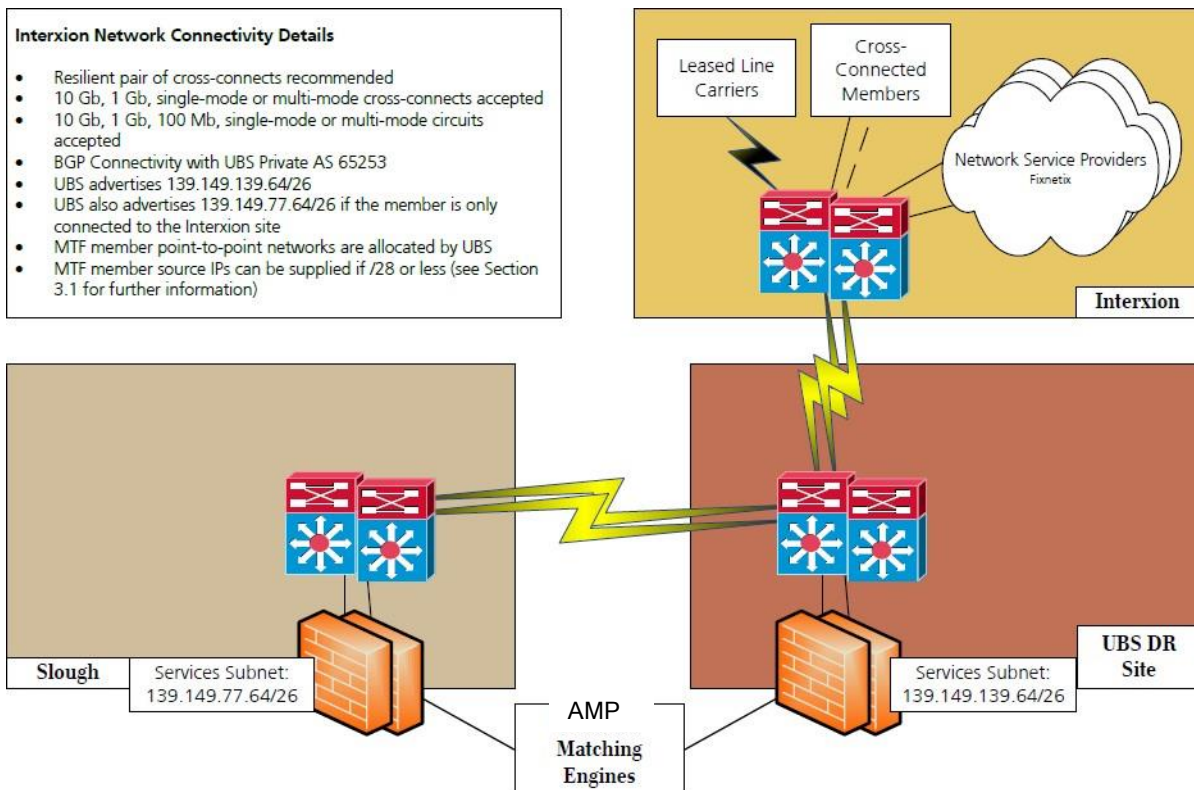 Interxion Network Connectivity Details
• Resilient pair of cross-connects recommended
• 10 Gb, 1 Gb, single-mode or multi-mode cross-connects accepted
• 10 Gb, 1 Gb, 100 Mb, single-mode or multi-mode circuits
accepted
• BGP Connectivity with UBS Private AS 65253
• UBS advertises 139.149.139.64/26
• UBS also advertises 139.149.77.64/26 if the member is only
connected to the Interxion site
• MTF member point-to-point networks are allocated by UBS
• MTF member source IPs can be supplied if /28 or less (see Section
3.1 for further information)
Leased Line
Carriers
Cross-
Connected
Members
Network Service Providers
Fixnetix
Interxion
Slough
Services Subnet:
139.149.77.64/26
UBS DR
Site
Services Subnet:
139.149.139.64/26
AMP
Matching
Engines